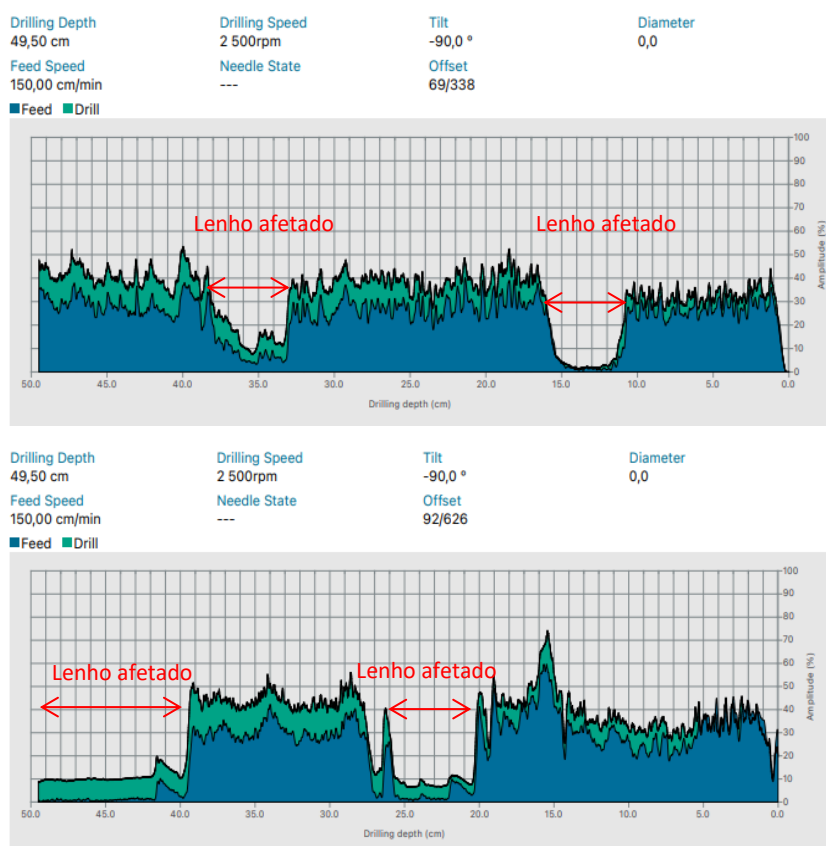 Drilling Depth Drilling Speed Tilt Diameter
49,50 cm 2 500rpm -90,0 ° 0,0
Feed Speed Needle State Offset
150,00 cm/min --- 69/338
Feed Drill
100
90
80
70
Lenho afetado Lenho afetado
60
50
40
30
20
10
0
Amplitude (%)
50.0 45.0 40.0 35.0 30.0 25.0 20.0 15.0 10.0 5.0 0.0
Drilling depth (cm)
Drilling Depth Drilling Speed Tilt Diameter
49,50 cm 2 500rpm -90,0 ° 0,0
Feed Speed Needle State Offset
150,00 cm/min --- 92/626
Feed Drill
100
90
80
70
60
Lenho afetado Lenho afetado
50
40
30
20
10
0
Amplitude (%)
50.0 45.0 40.0 35.0 30.0 25.0 20.0 15.0 10.0 5.0 0.0
Drilling depth (cm)